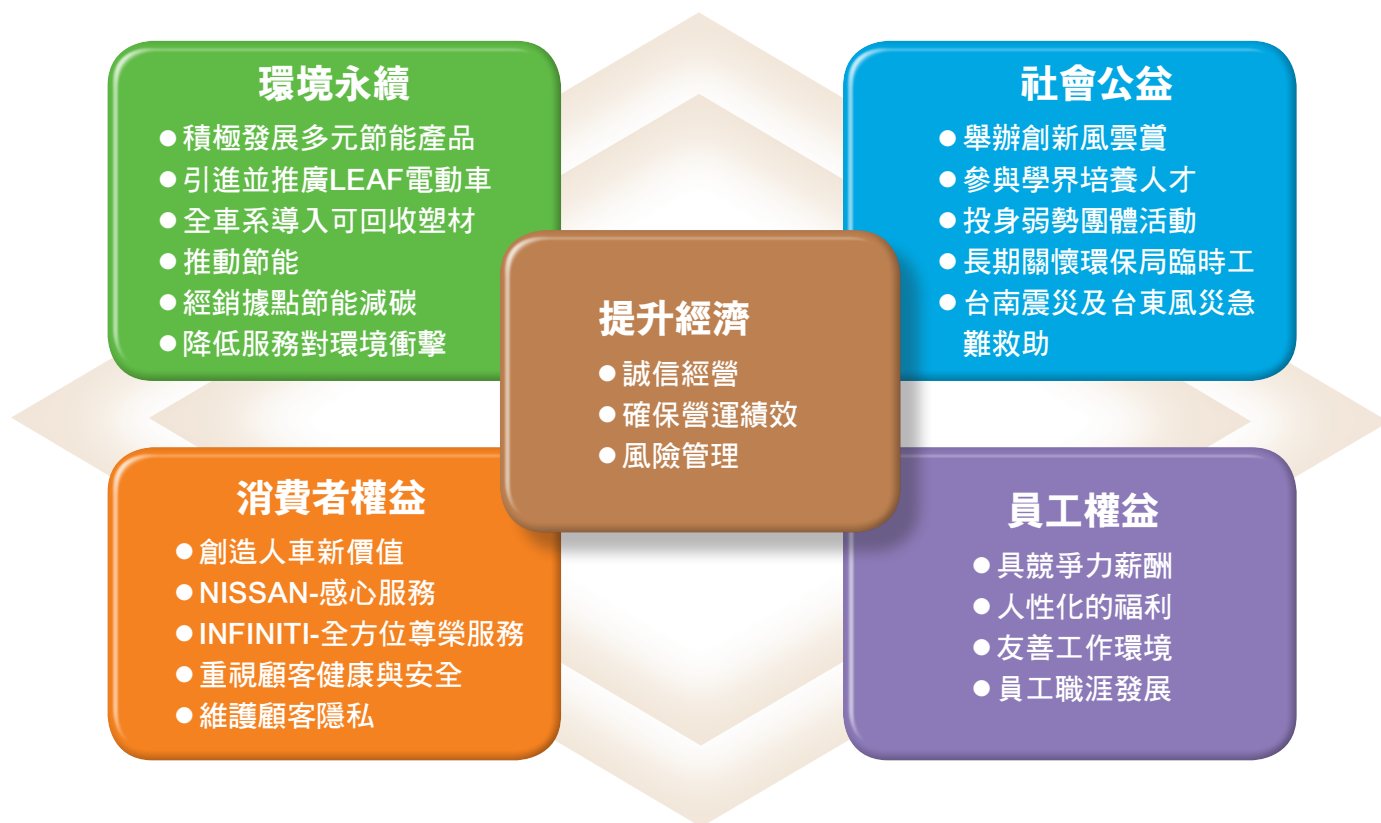 環境永續
●積極發展多元節能產品
●引進並推廣LEAF電動車
●全車系導入可回收塑材
●推動節能
●經銷據點節能減碳
●降低服務對環境衝擊
社會公益
●舉辦創新風雲賞
●參與學界培養人才
●投身弱勢團體活動
●長期關懷環保局臨時工
●台南震災及台東風災急
難救助
提升經濟
●誠信經營
●確保營運績效
●風險管理
消費者權益
●創造人車新價值
●NISSAN-感心服務
●INFINITI-全方位尊榮服務
●重視顧客健康與安全
●維護顧客隱私
員工權益
●具競爭力薪酬
●人性化的福利
●友善工作環境
●員工職涯發展